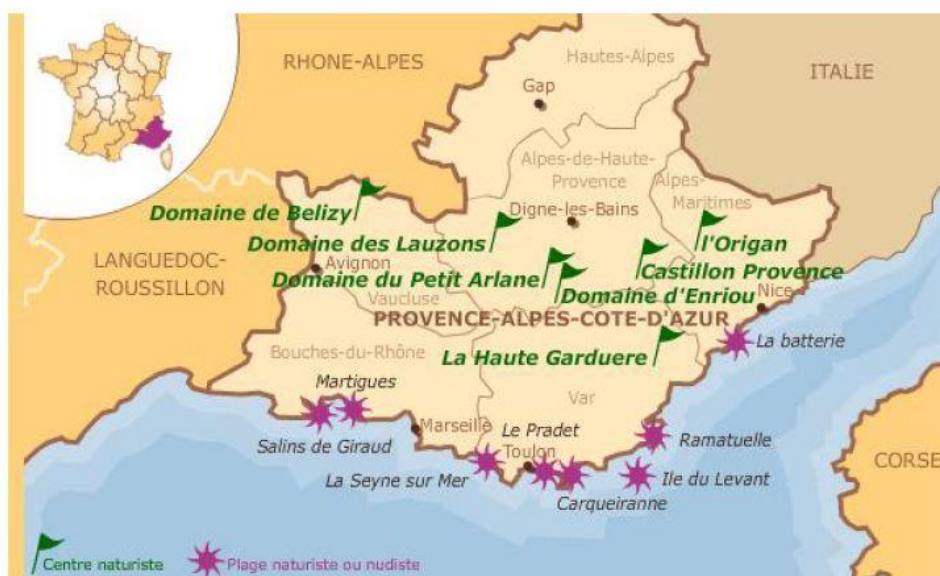 RHONE-ALPES
Hautes-Alpes
ITALIE
Gap
Alpes-de-Haute-
Provence
Alpes-
Maritimes
Domaine de Belizy
Digne-les-Bains
Domaine des Lauzons
l'Origan
LANGUEDOC-
ROUSSILLON
Avignon
Domaine du Petit Arlane
Castillon Provence
Vaucluse
Domaine d'Enriou
Nice
PROVENCE-ALPES-COTE-D'AZUR
La batterie
Bouches-du-Rhône
La Haute Garduere
Martigues
Var
Salins de Giraud
Marseille
Le Pradet
Ramatuelle
Toulon
CORSE
La Seyne sur Mer
Ile du Levant
Carqueiranne
Centre naturiste
Plage naturiste ou nudiste